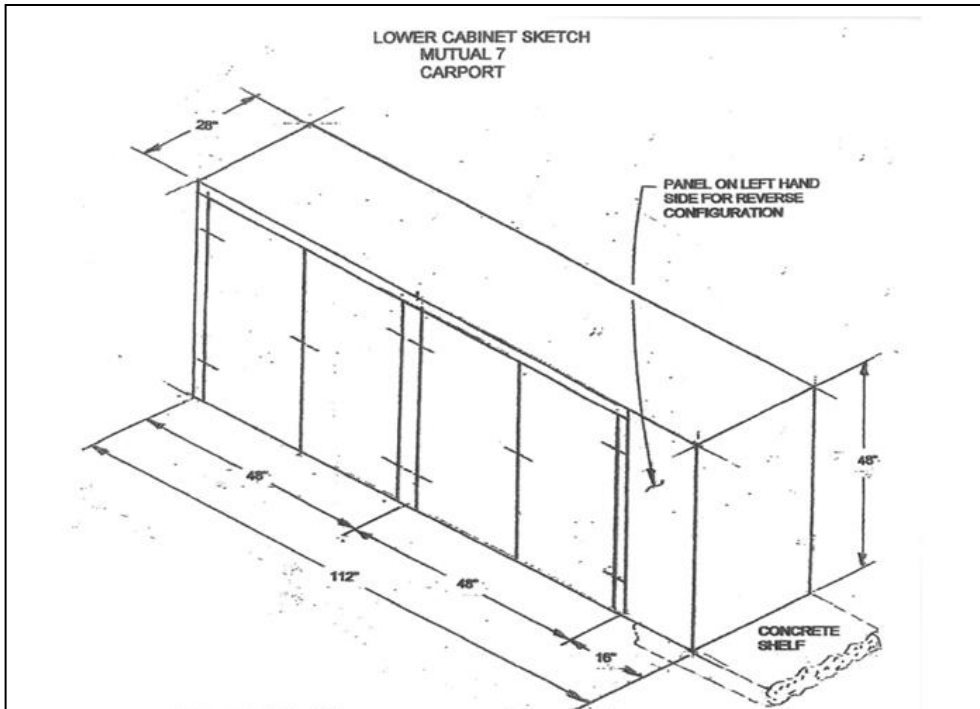 LOWER CABINET SKETCH
MUTUAL 7
CARPORT
28"
PANEL ON LEFT HAND
SIDE FOR REVERSE
CONFIGURATION
48"
48"
112"
48"
16"
CONCRETE
SHELF